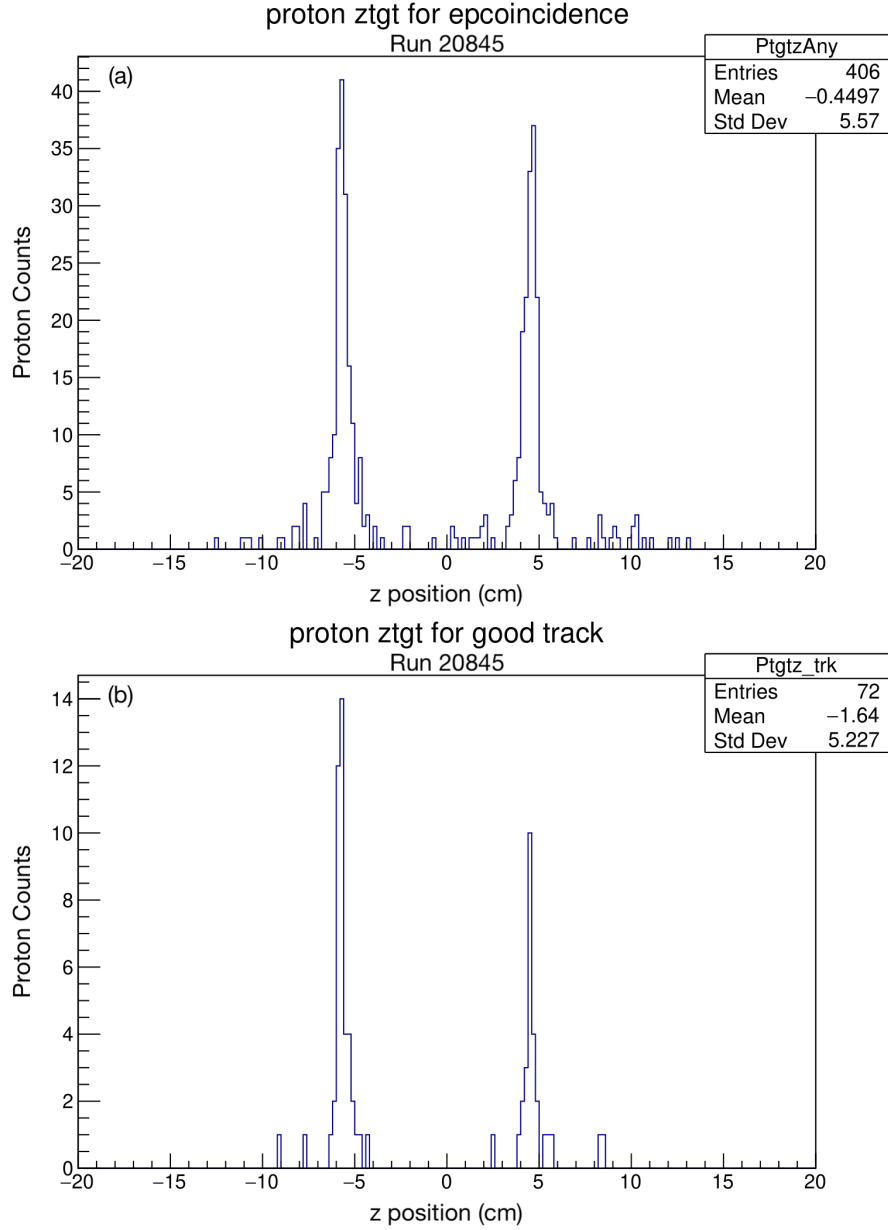 proton ztgt for epcoincidence
Run 20845
(a)
PtgtzAny
Entries 406
Mean −0.4497
Std Dev 5.57
40
35
30
25
20
15
10
5
0
Proton Counts
−20 −15 −10 −5 0 5 10 15 20
z position (cm)
proton ztgt for good track
Run 20845
(b)
Ptgtz_trk
Entries 72
Mean −1.64
Std Dev 5.227
14
12
10
8
6
4
2
0
Proton Counts
−20 −15 −10 −5 0 5 10 15 20
z position (cm)